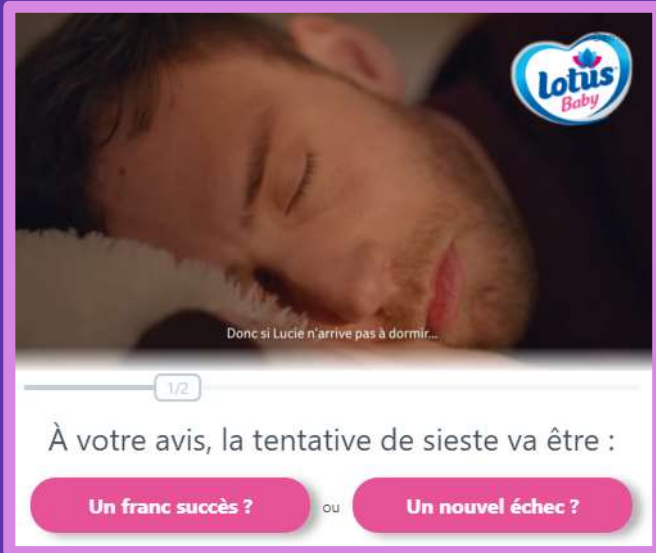 lotus
Baby
Donc si Lucie n'arrive pas à dormir...
1/2
À votre avis, la tentative de sieste va être :
Un franc succès ? ou Un nouvel échec ?